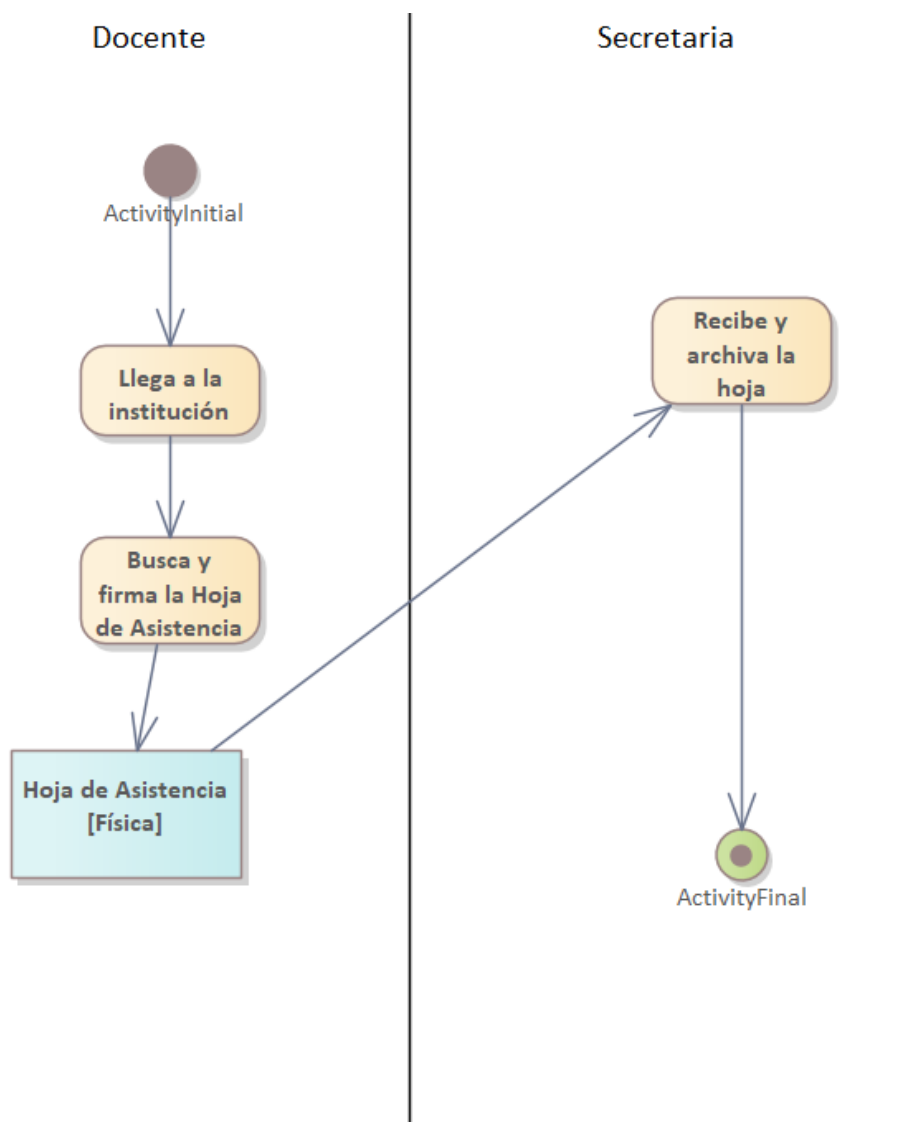 Docente
Secretaria
ActivityInitial
Llega a la
institución
Busca y
firma la Hoja
de Asistencia
Hoja de Asistencia
[Física]
Recibe y
archiva la
hoja
ActivityFinal